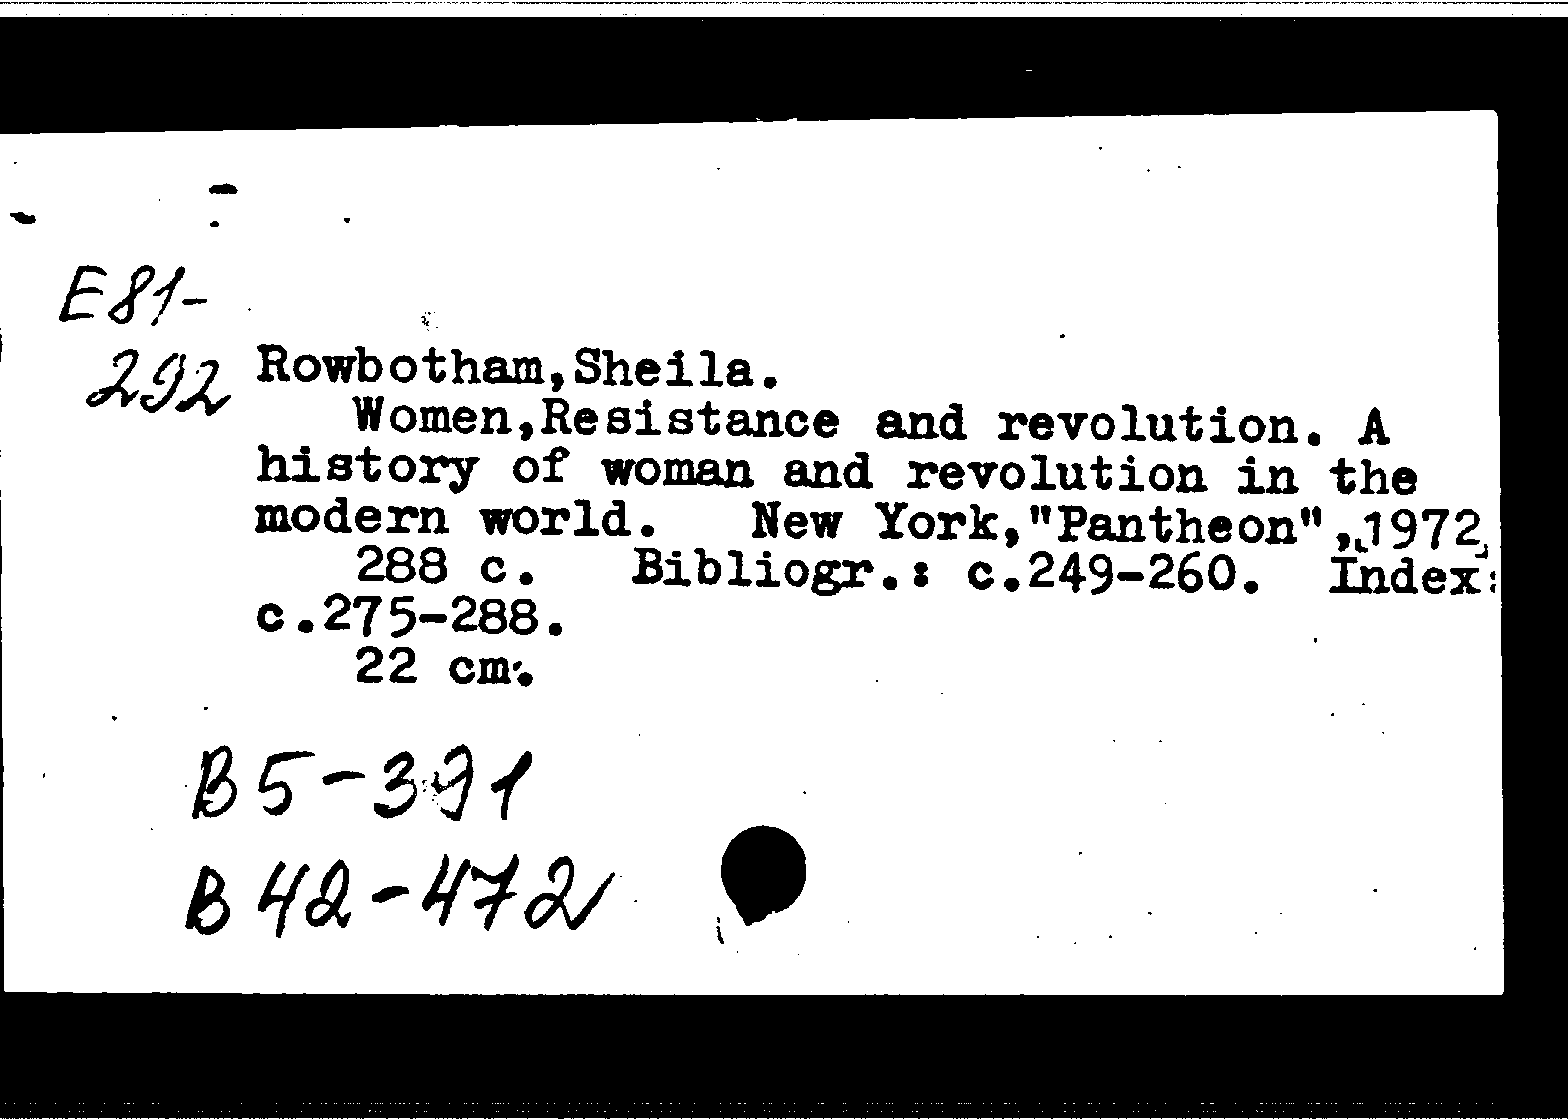 E81-
292
Rowbotham,Sheila.
Women,Resistance and revolution. A
history of woman and revolution in the
modern world. New York,"Pantheon",1972.
288 c. Bibliogr.: c.249-260. Index:
c.275-288.
22 cm.
B5-391
B42-472